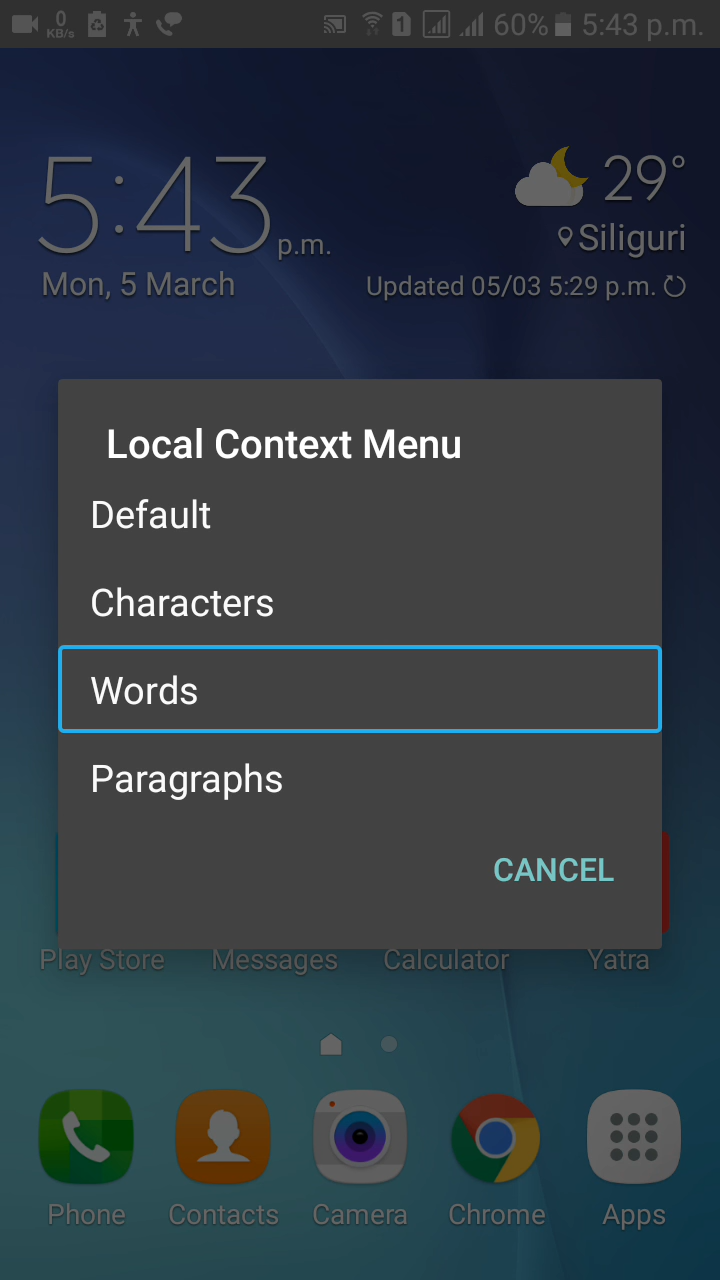 0
KB/s
1
60%
5:43 p.m.
5:43 p.m.
29°
Siliguri
Mon, 5 March
Updated 05/03 5:29 p.m.
Local Context Menu
Default
Characters
Words
Paragraphs
CANCEL
Play Store
Messages
Calculator
Yatra
Phone
Contacts
Camera
Chrome
Apps